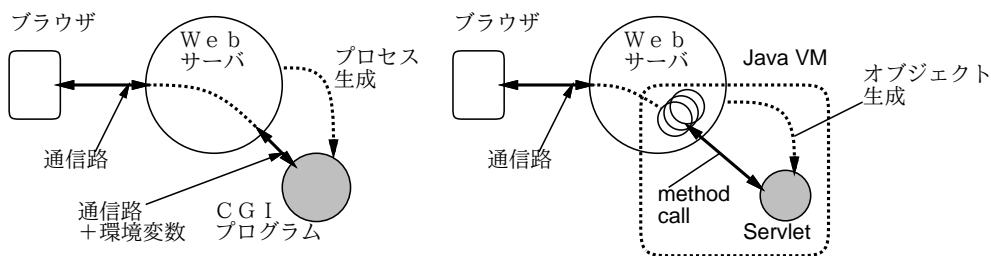 ブラウザ
Ｗｅｂ
サーバ
プロセス
生成
通信路
通信路
＋環境変数
ＣＧＩ
プログラム
ブラウザ
Ｗｅｂ
サーバ
Java VM
オブジェクト
生成
通信路
method
call
Servlet